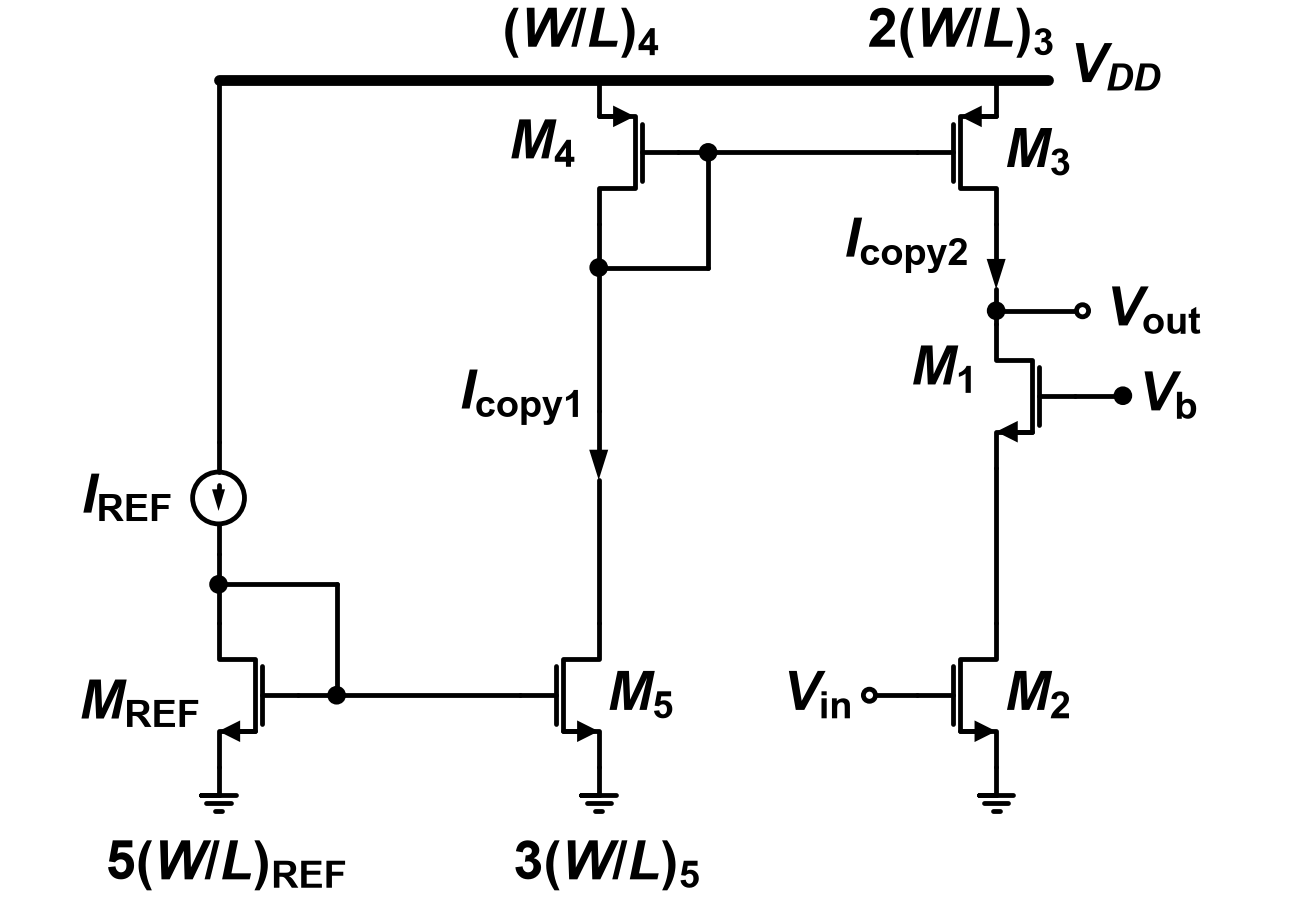 (W/L)4
2(W/L)3
VDD
M4
M3
Icopy2
Vout
M1
Icopy1
Vb
IREF
MREF
M5
Vin
M2
5(W/L)REF
3(W/L)5